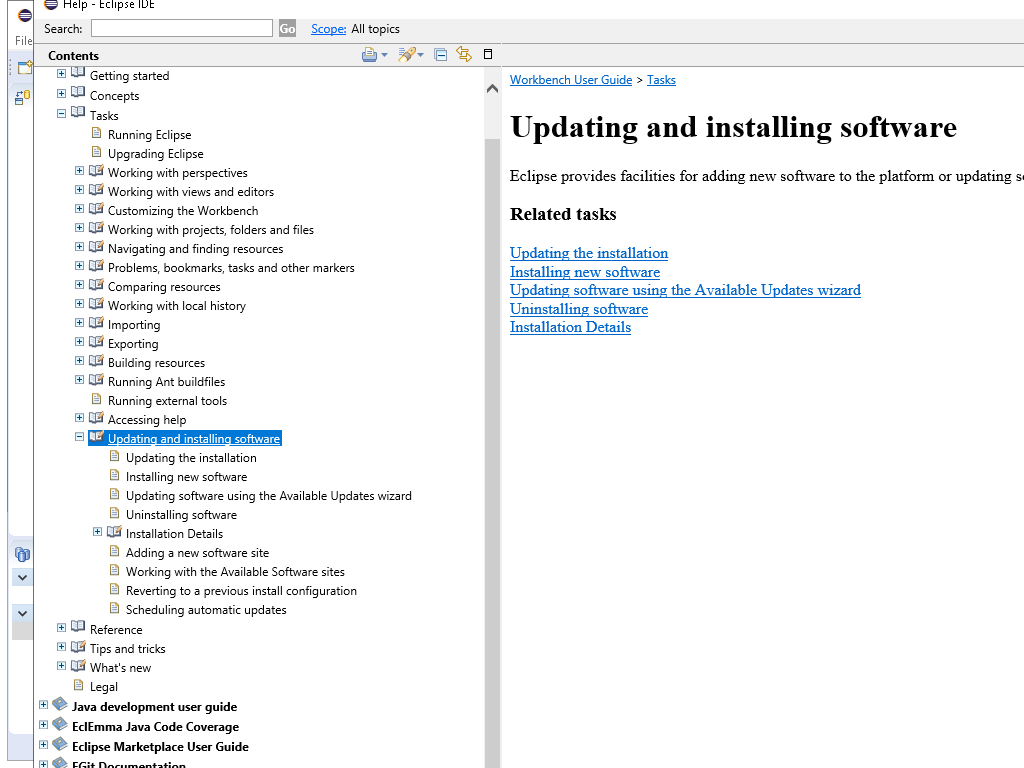 Help - Eclipse IDE
File
Search:
Go
Scope: All topics
Contents
Getting started
Concepts
Tasks
Running Eclipse
Upgrading Eclipse
Working with perspectives
Working with views and editors
Customizing the Workbench
Working with projects, folders and files
Navigating and finding resources
Problems, bookmarks, tasks and other markers
Comparing resources
Working with local history
Importing
Exporting
Building resources
Running Ant buildfiles
Running external tools
Accessing help
Updating and installing software
Updating the installation
Installing new software
Updating software using the Available Updates wizard
Uninstalling software
Installation Details
Adding a new software site
Working with the Available Software sites
Reverting to a previous install configuration
Scheduling automatic updates
Reference
Tips and tricks
What's new
Legal
Java development user guide
EclEmma Java Code Coverage
Eclipse Marketplace User Guide
EGit Documentation
Workbench User Guide > Tasks
Updating and installing software
Eclipse provides facilities for adding new software to the platform or updating
Related tasks
Updating the installation
Installing new software
Updating software using the Available Updates wizard
Uninstalling software
Installation Details